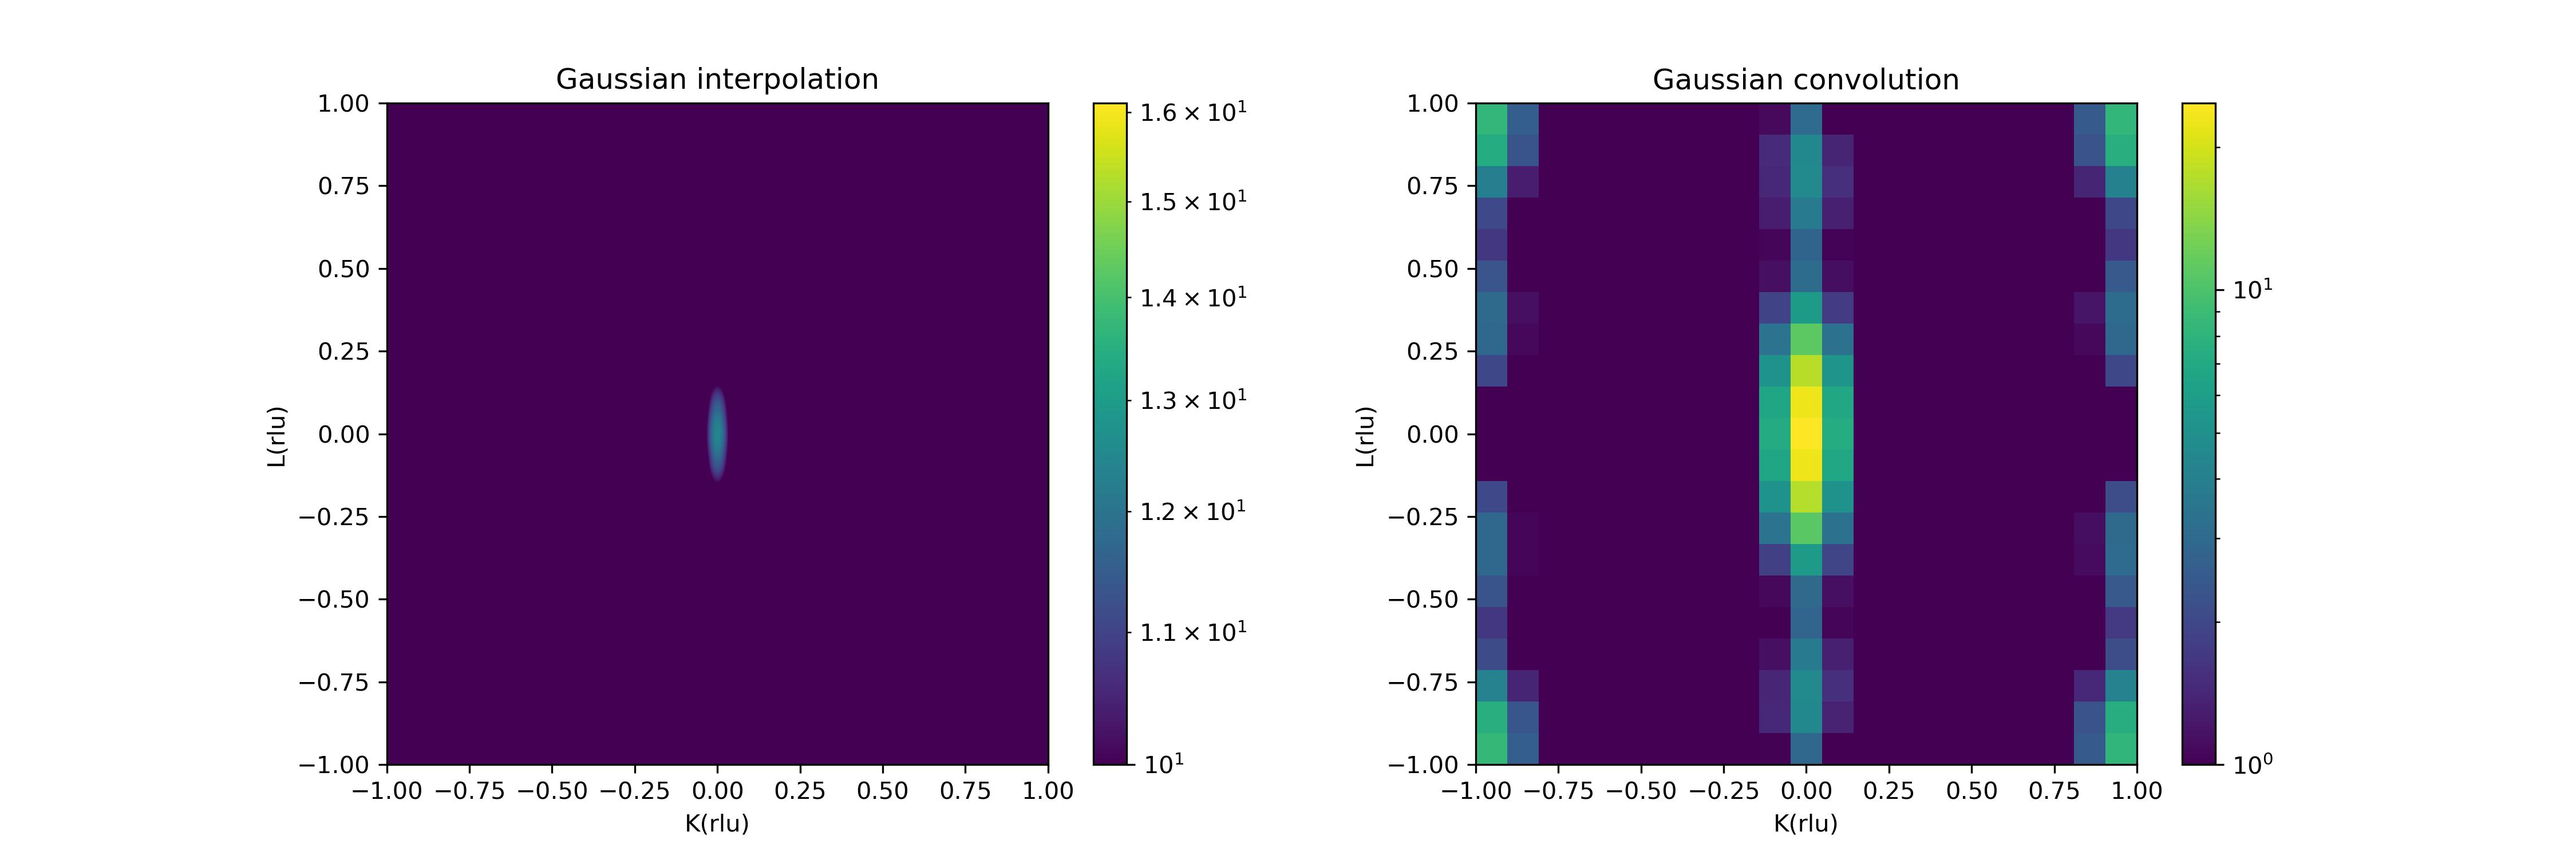 Gaussian interpolation
1.00
0.75
0.50
0.25
0.00
−0.25
−0.50
−0.75
−1.00
L(rlu)
−1.00 −0.75 −0.50 −0.25 0.00 0.25 0.50 0.75 1.00
K(rlu)
1.6 × 10¹
1.5 × 10¹
1.4 × 10¹
1.3 × 10¹
1.2 × 10¹
1.1 × 10¹
10¹
Gaussian convolution
1.00
0.75
0.50
0.25
0.00
−0.25
−0.50
−0.75
−1.00
L(rlu)
−1.00 −0.75 −0.50 −0.25 0.00 0.25 0.50 0.75 1.00
K(rlu)
10¹
10⁰